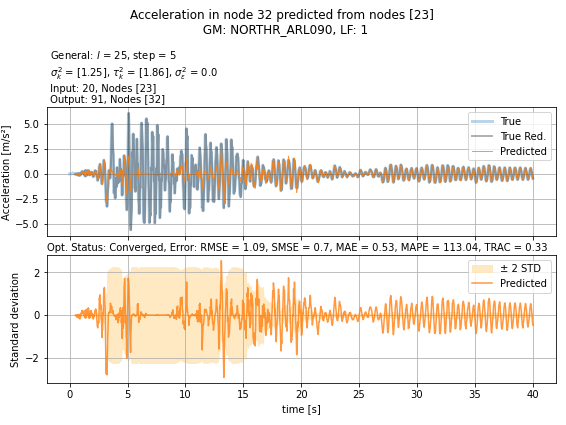 Acceleration in node 32 predicted from nodes [23]
GM: NORTHR_ARL090, LF: 1
General: l = 25, step = 5
σ²ₖ = [1.25], τ²ₖ = [1.86], σ²ε = 0.0
Input: 20, Nodes [23]
Output: 91, Nodes [32]
Acceleration [m/s²]
5.0
2.5
0.0
−2.5
−5.0
True
True Red.
Predicted
Opt. Status: Converged, Error: RMSE = 1.09, SMSE = 0.7, MAE = 0.53, MAPE = 113.04, TRAC = 0.33
Standard deviation
2
0
−2
± 2 STD
Predicted
0 5 10 15 20 25 30 35 40
time [s]